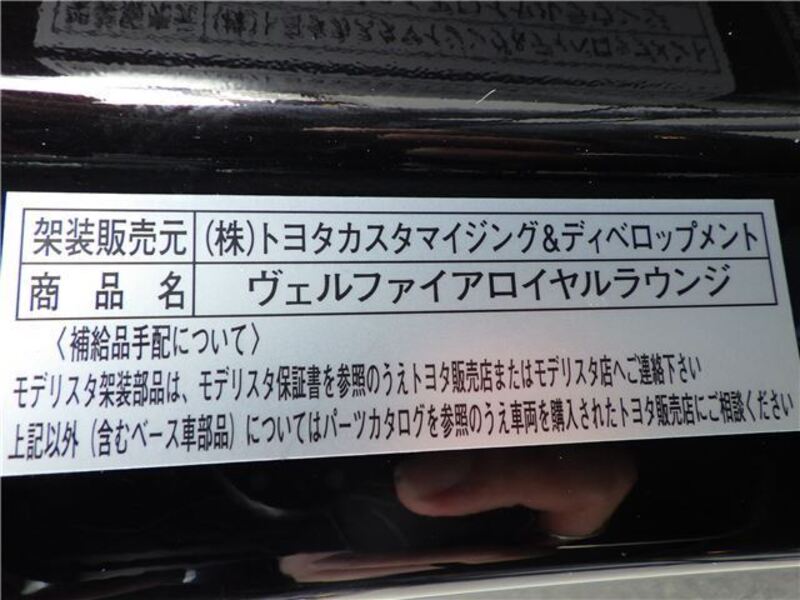 架装販売元 (株)トヨタカスタマイジング&ディベロップメント
商品名 ヴェルファイアロイヤルラウンジ
〈補給品手配について〉
モデリスタ架装部品は、モデリスタ保証書を参照のうえトヨタ販売店またはモデリスタ店へご連絡下さい
上記以外(含むベース車部品)についてはパーツカタログを参照のうえ車両を購入されたトヨタ販売店にご相談ください